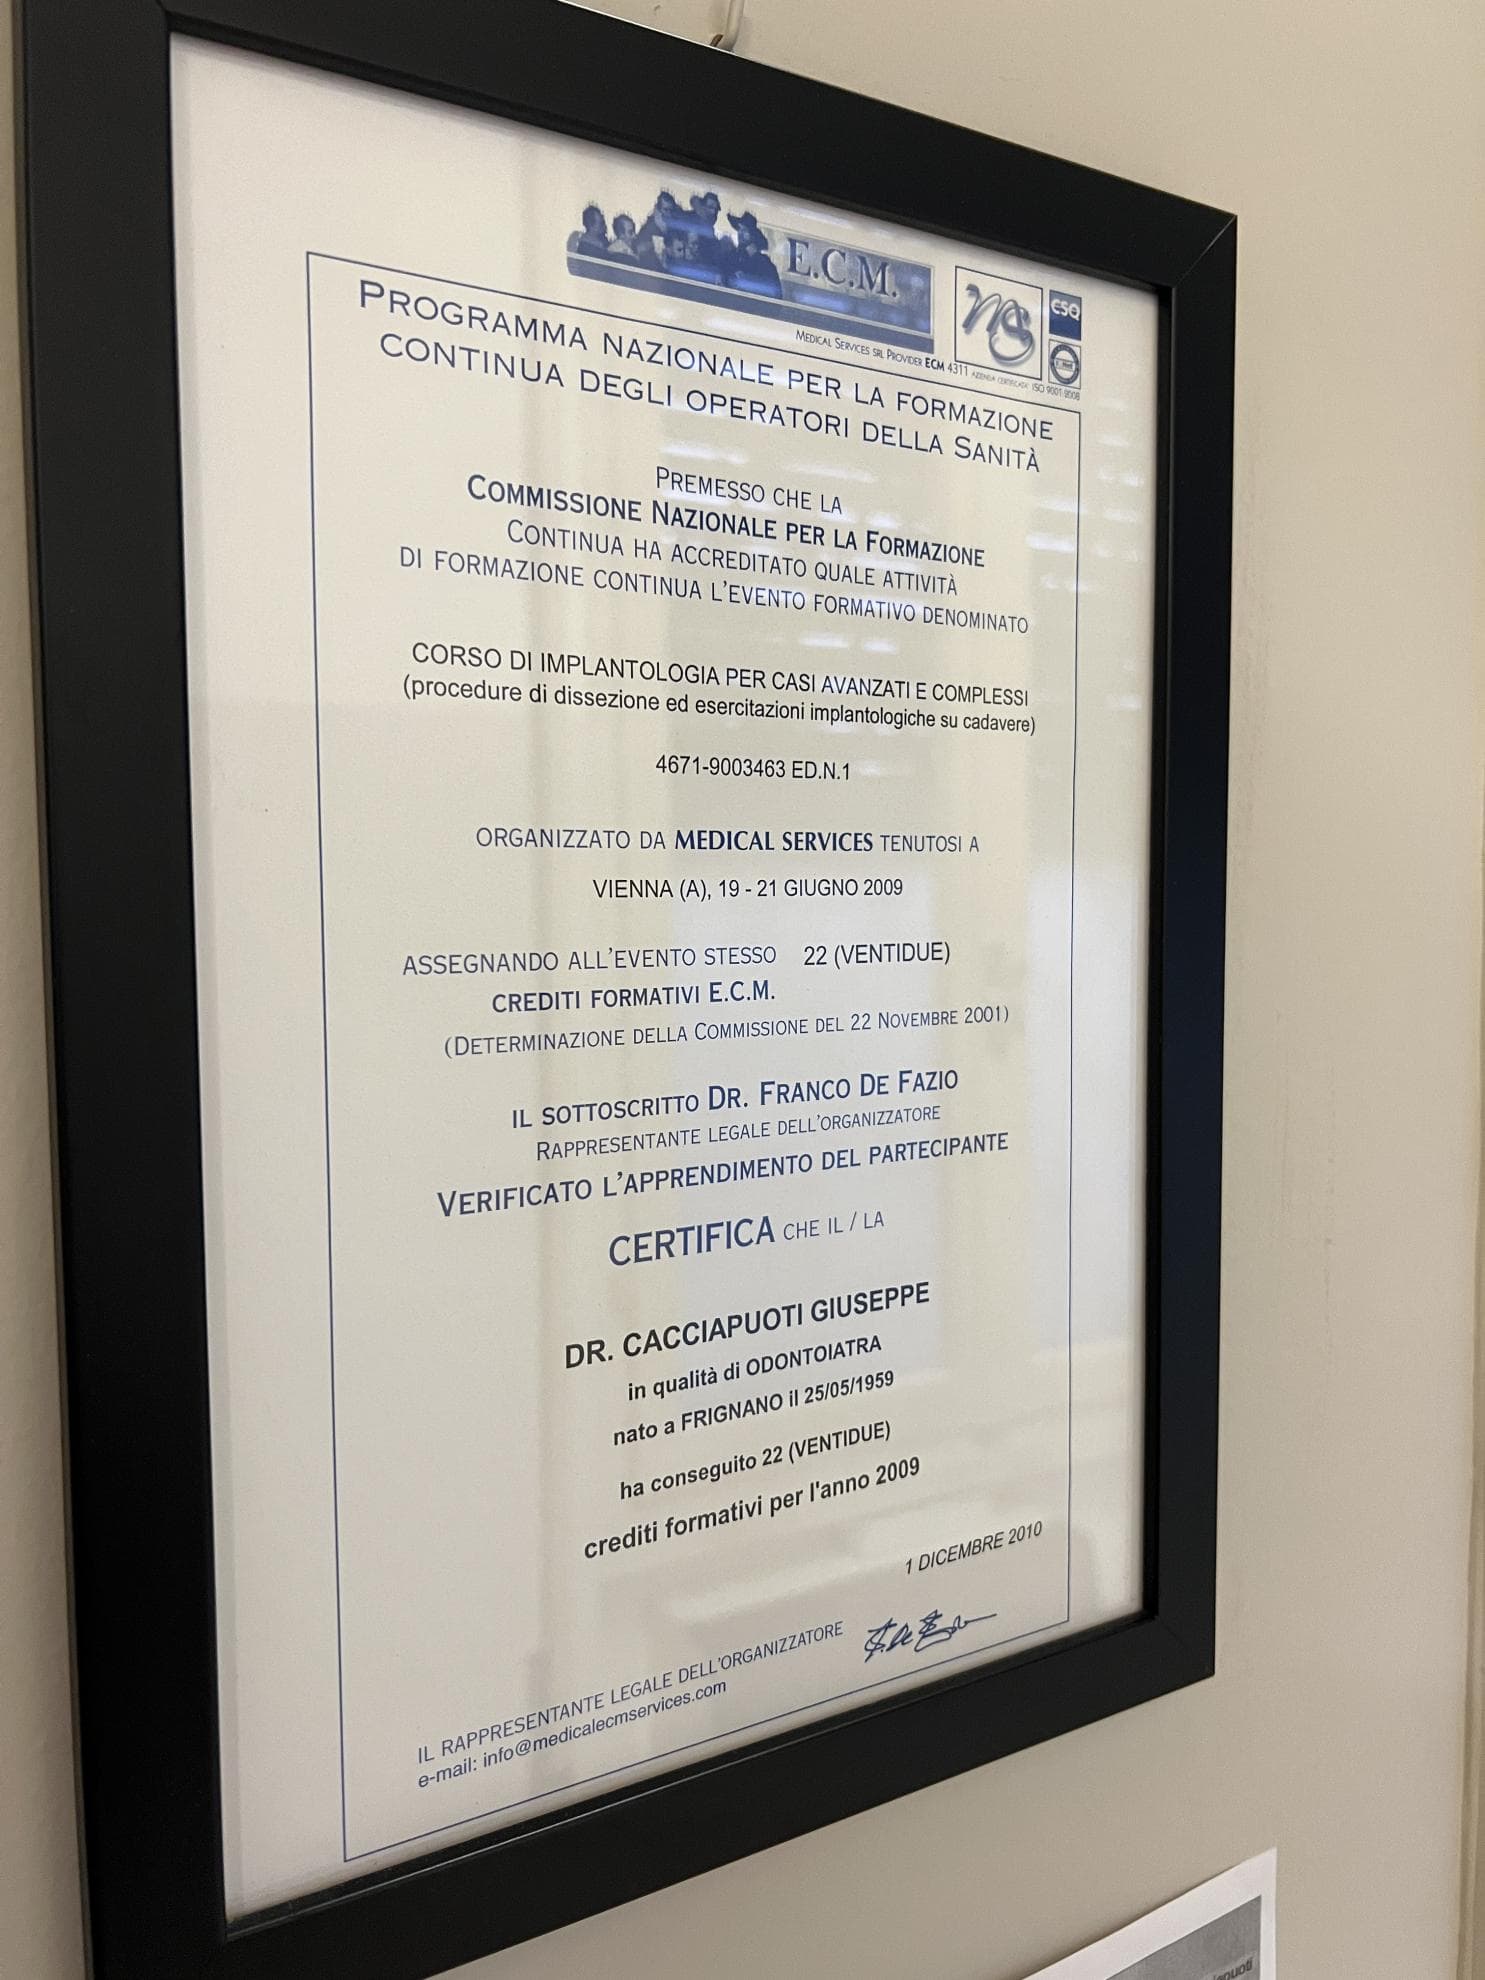 E.C.M.
MS
CSQ
MEDICAL SERVICES SRL PROVIDER ECM 4311 AZIENDA CERTIFICATA ISO 9001:2008
PROGRAMMA NAZIONALE PER LA FORMAZIONE
CONTINUA DEGLI OPERATORI DELLA SANITÀ
PREMESSO CHE LA
COMMISSIONE NAZIONALE PER LA FORMAZIONE
CONTINUA HA ACCREDITATO QUALE ATTIVITÀ
DI FORMAZIONE CONTINUA L'EVENTO FORMATIVO DENOMINATO
CORSO DI IMPLANTOLOGIA PER CASI AVANZATI E COMPLESSI
(procedure di dissezione ed esercitazioni implantologiche su cadavere)
4671-9003463 ED.N.1
ORGANIZZATO DA MEDICAL SERVICES TENUTOSI A
VIENNA (A), 19 - 21 GIUGNO 2009
ASSEGNANDO ALL'EVENTO STESSO 22 (VENTIDUE)
CREDITI FORMATIVI E.C.M.
(DETERMINAZIONE DELLA COMMISSIONE DEL 22 NOVEMBRE 2001)
IL SOTTOSCRITTO DR. FRANCO DE FAZIO
RAPPRESENTANTE LEGALE DELL'ORGANIZZATORE
VERIFICATO L'APPRENDIMENTO DEL PARTECIPANTE
CERTIFICA CHE IL / LA
DR. CACCIAPUOTI GIUSEPPE
in qualità di ODONTOIATRA
nato a FRIGNANO il 25/05/1959
ha conseguito 22 (VENTIDUE)
crediti formativi per l'anno 2009
1 DICEMBRE 2010
IL RAPPRESENTANTE LEGALE DELL'ORGANIZZATORE
e-mail: info@medicalecmservices.com